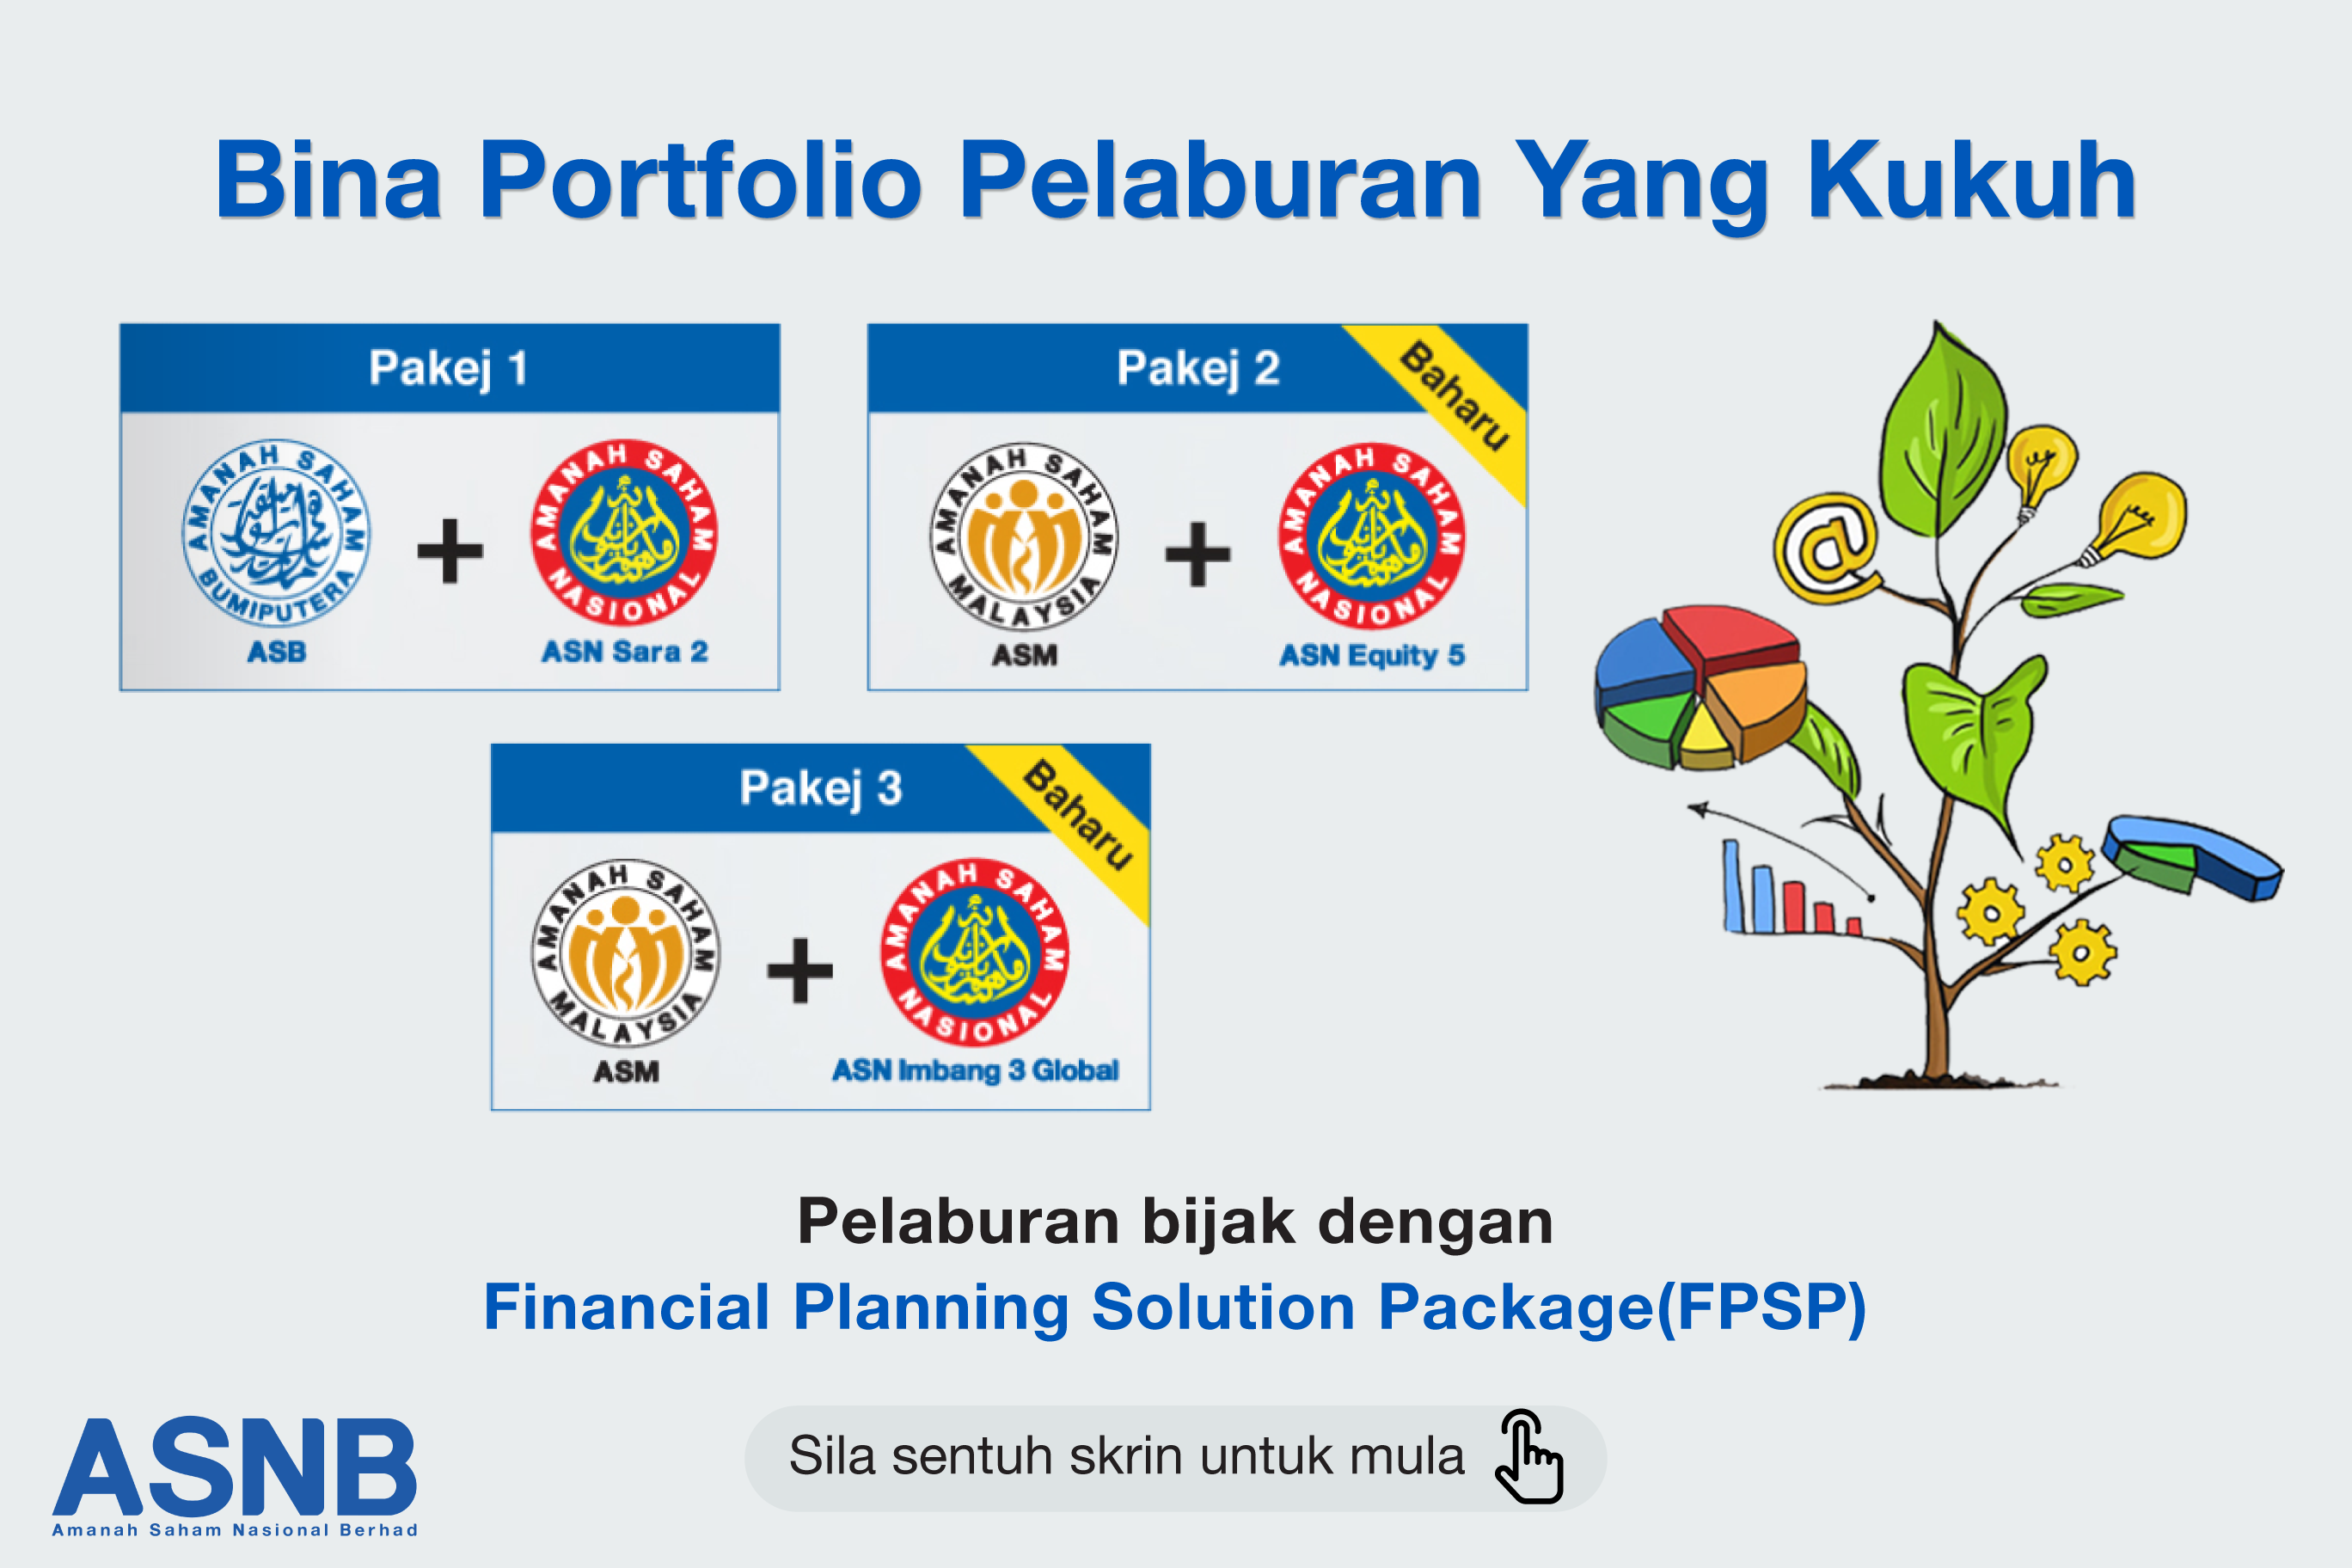 Bina Portfolio Pelaburan Yang Kukuh
Pakej 1
AMANAH SAHAM BUMIPUTERA
ASB
+
AMANAH SAHAM NASIONAL
ASN Sara 2
Pakej 2
Baharu
AMANAH SAHAM MALAYSIA
ASM
+
AMANAH SAHAM NASIONAL
ASN Equity 5
Pakej 3
Baharu
AMANAH SAHAM MALAYSIA
ASM
+
AMANAH SAHAM NASIONAL
ASN Imbang 3 Global
@
Pelaburan bijak dengan
Financial Planning Solution Package(FPSP)
Sila sentuh skrin untuk mula
ASNB
Amanah Saham Nasional Berhad